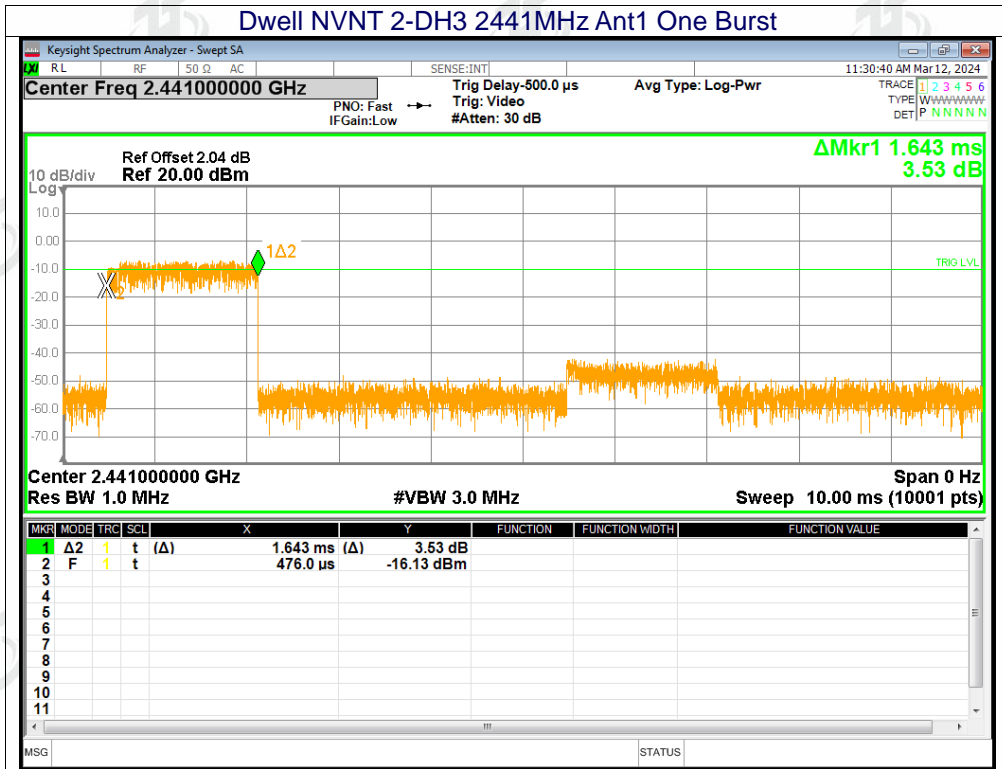 Dwell NVNT 2-DH3 2441MHz Ant1 One Burst
Keysight Spectrum Analyzer - Swept SA
LXI RL RF 50 Ω AC SENSE:INT 11:30:40 AM Mar 12, 2024
Center Freq 2.441000000 GHz
PNO: Fast
IFGain:Low
Trig Delay-500.0 µs
Trig: Video
#Atten: 30 dB
Avg Type: Log-Pwr
TRACE 1 2 3 4 5 6
TYPE WWWWWWW
DET P N N N N N
ΔMkr1 1.643 ms
3.53 dB
Ref Offset 2.04 dB
10 dB/div Ref 20.00 dBm
Log
10.0
0.00
-10.0
-20.0
-30.0
-40.0
-50.0
-60.0
-70.0
1Δ2
2
TRIG LVL
Center 2.441000000 GHz Span 0 Hz
Res BW 1.0 MHz #VBW 3.0 MHz Sweep 10.00 ms (10001 pts)
MKR MODE TRC SCL X Y FUNCTION FUNCTION WIDTH FUNCTION VALUE
1 Δ2 1 t (Δ) 1.643 ms (Δ) 3.53 dB
2 F 1 t 476.0 µs -16.13 dBm
3
4
5
6
7
8
9
10
11
MSG STATUS